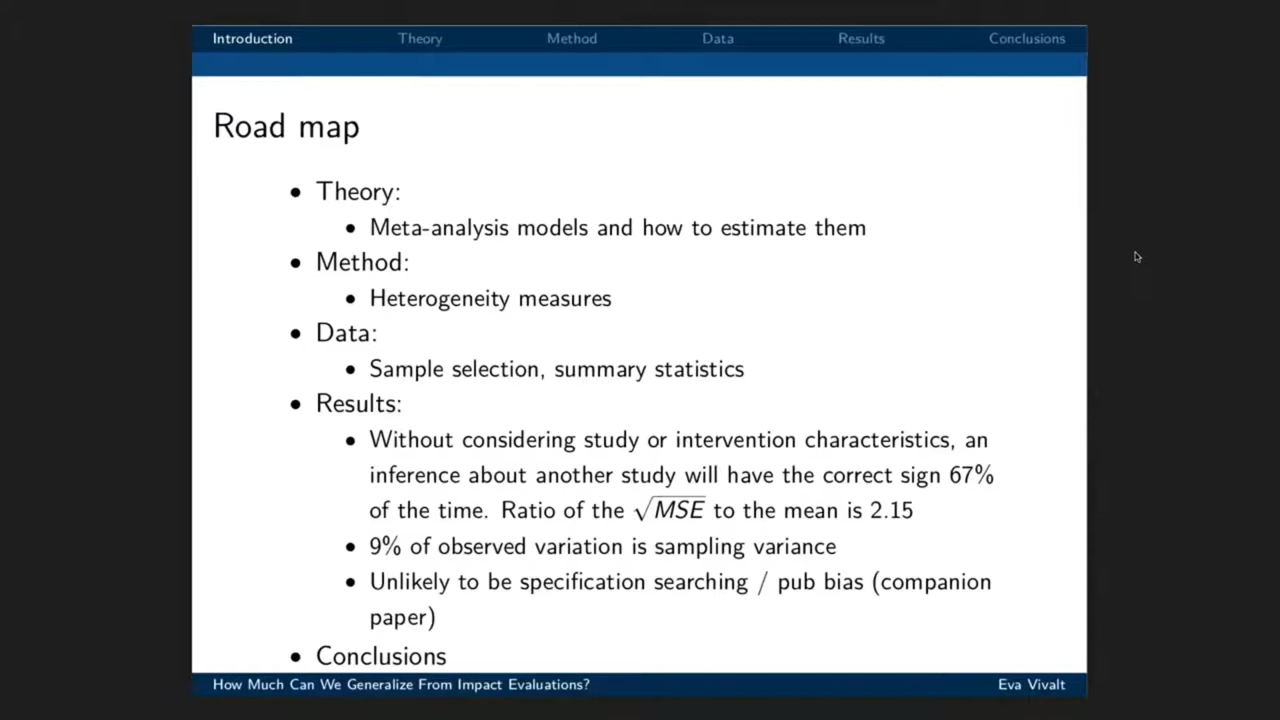 Introduction Theory Method Data Results Conclusions
Road map
• Theory:
• Meta-analysis models and how to estimate them
• Method:
• Heterogeneity measures
• Data:
• Sample selection, summary statistics
• Results:
• Without considering study or intervention characteristics, an
inference about another study will have the correct sign 67%
of the time. Ratio of the √MSE to the mean is 2.15
• 9% of observed variation is sampling variance
• Unlikely to be specification searching / pub bias (companion
paper)
• Conclusions
How Much Can We Generalize From Impact Evaluations? Eva Vivalt